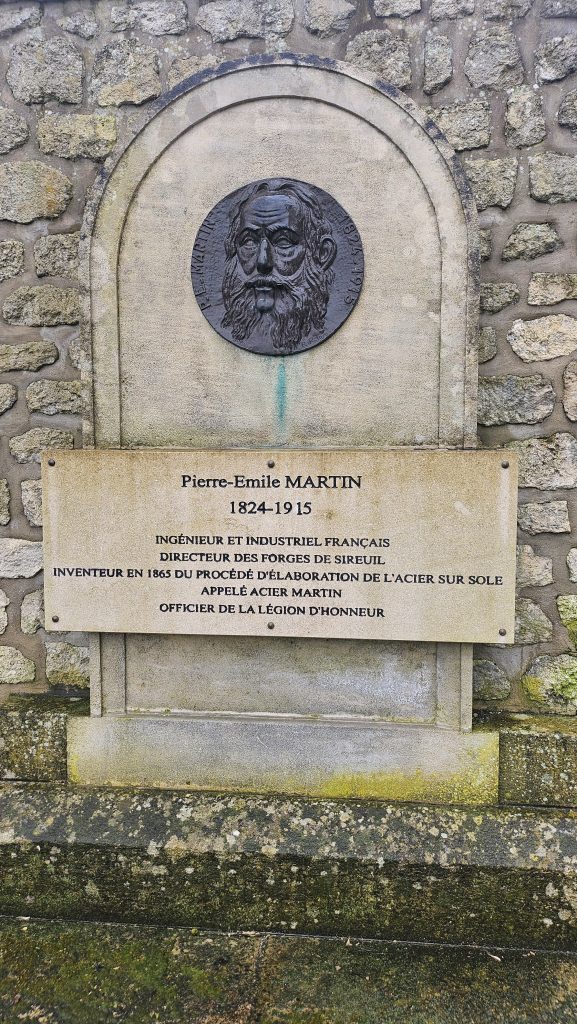 P.E. MARTIN 1824-1915
Pierre-Emile MARTIN
1824-1915
INGÉNIEUR ET INDUSTRIEL FRANÇAIS
DIRECTEUR DES FORGES DE SIREUIL
INVENTEUR EN 1865 DU PROCÉDÉ D'ÉLABORATION DE L'ACIER SUR SOLE
APPELÉ ACIER MARTIN
OFFICIER DE LA LÉGION D'HONNEUR